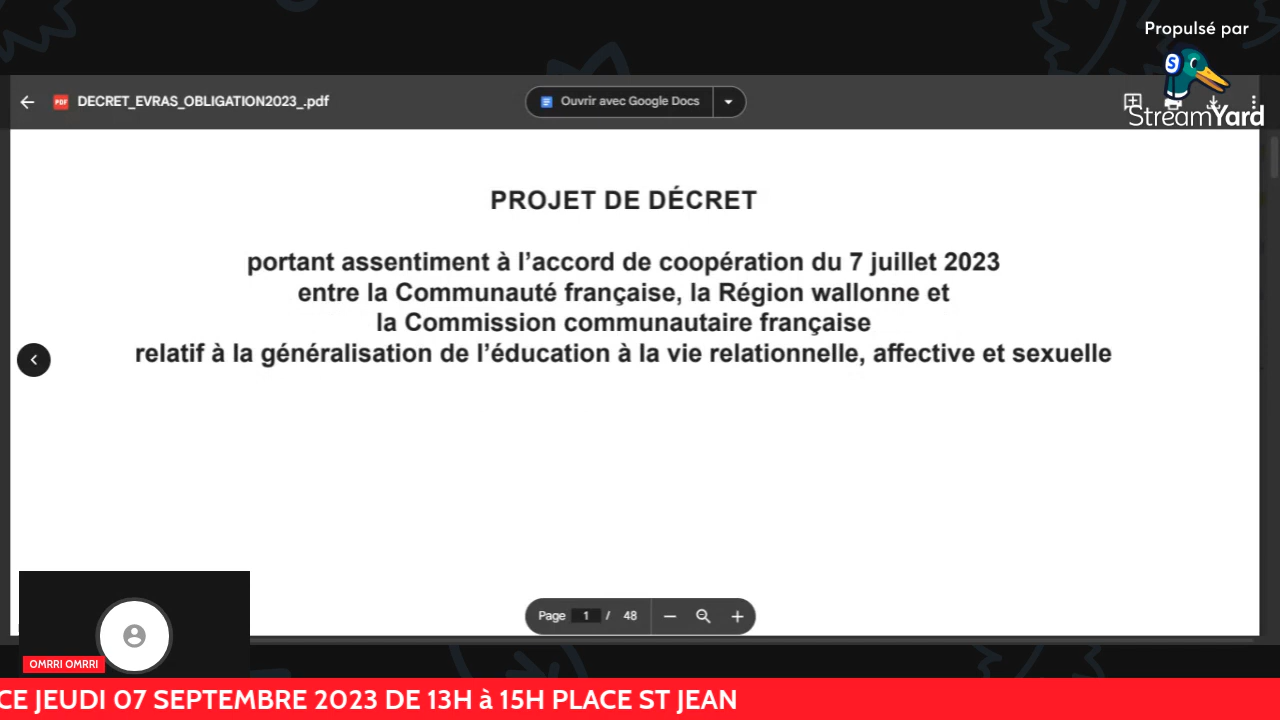 Propulsé par
StreamYard
DECRET_EVRAS_OBLIGATION2023_.pdf
Ouvrir avec Google Docs
PROJET DE DÉCRET
portant assentiment à l'accord de coopération du 7 juillet 2023
entre la Communauté française, la Région wallonne et
la Commission communautaire française
relatif à la généralisation de l'éducation à la vie relationnelle, affective et sexuelle
Page 1 / 48
OMRRI OMRRI
CE JEUDI 07 SEPTEMBRE 2023 DE 13H à 15H PLACE ST JEAN